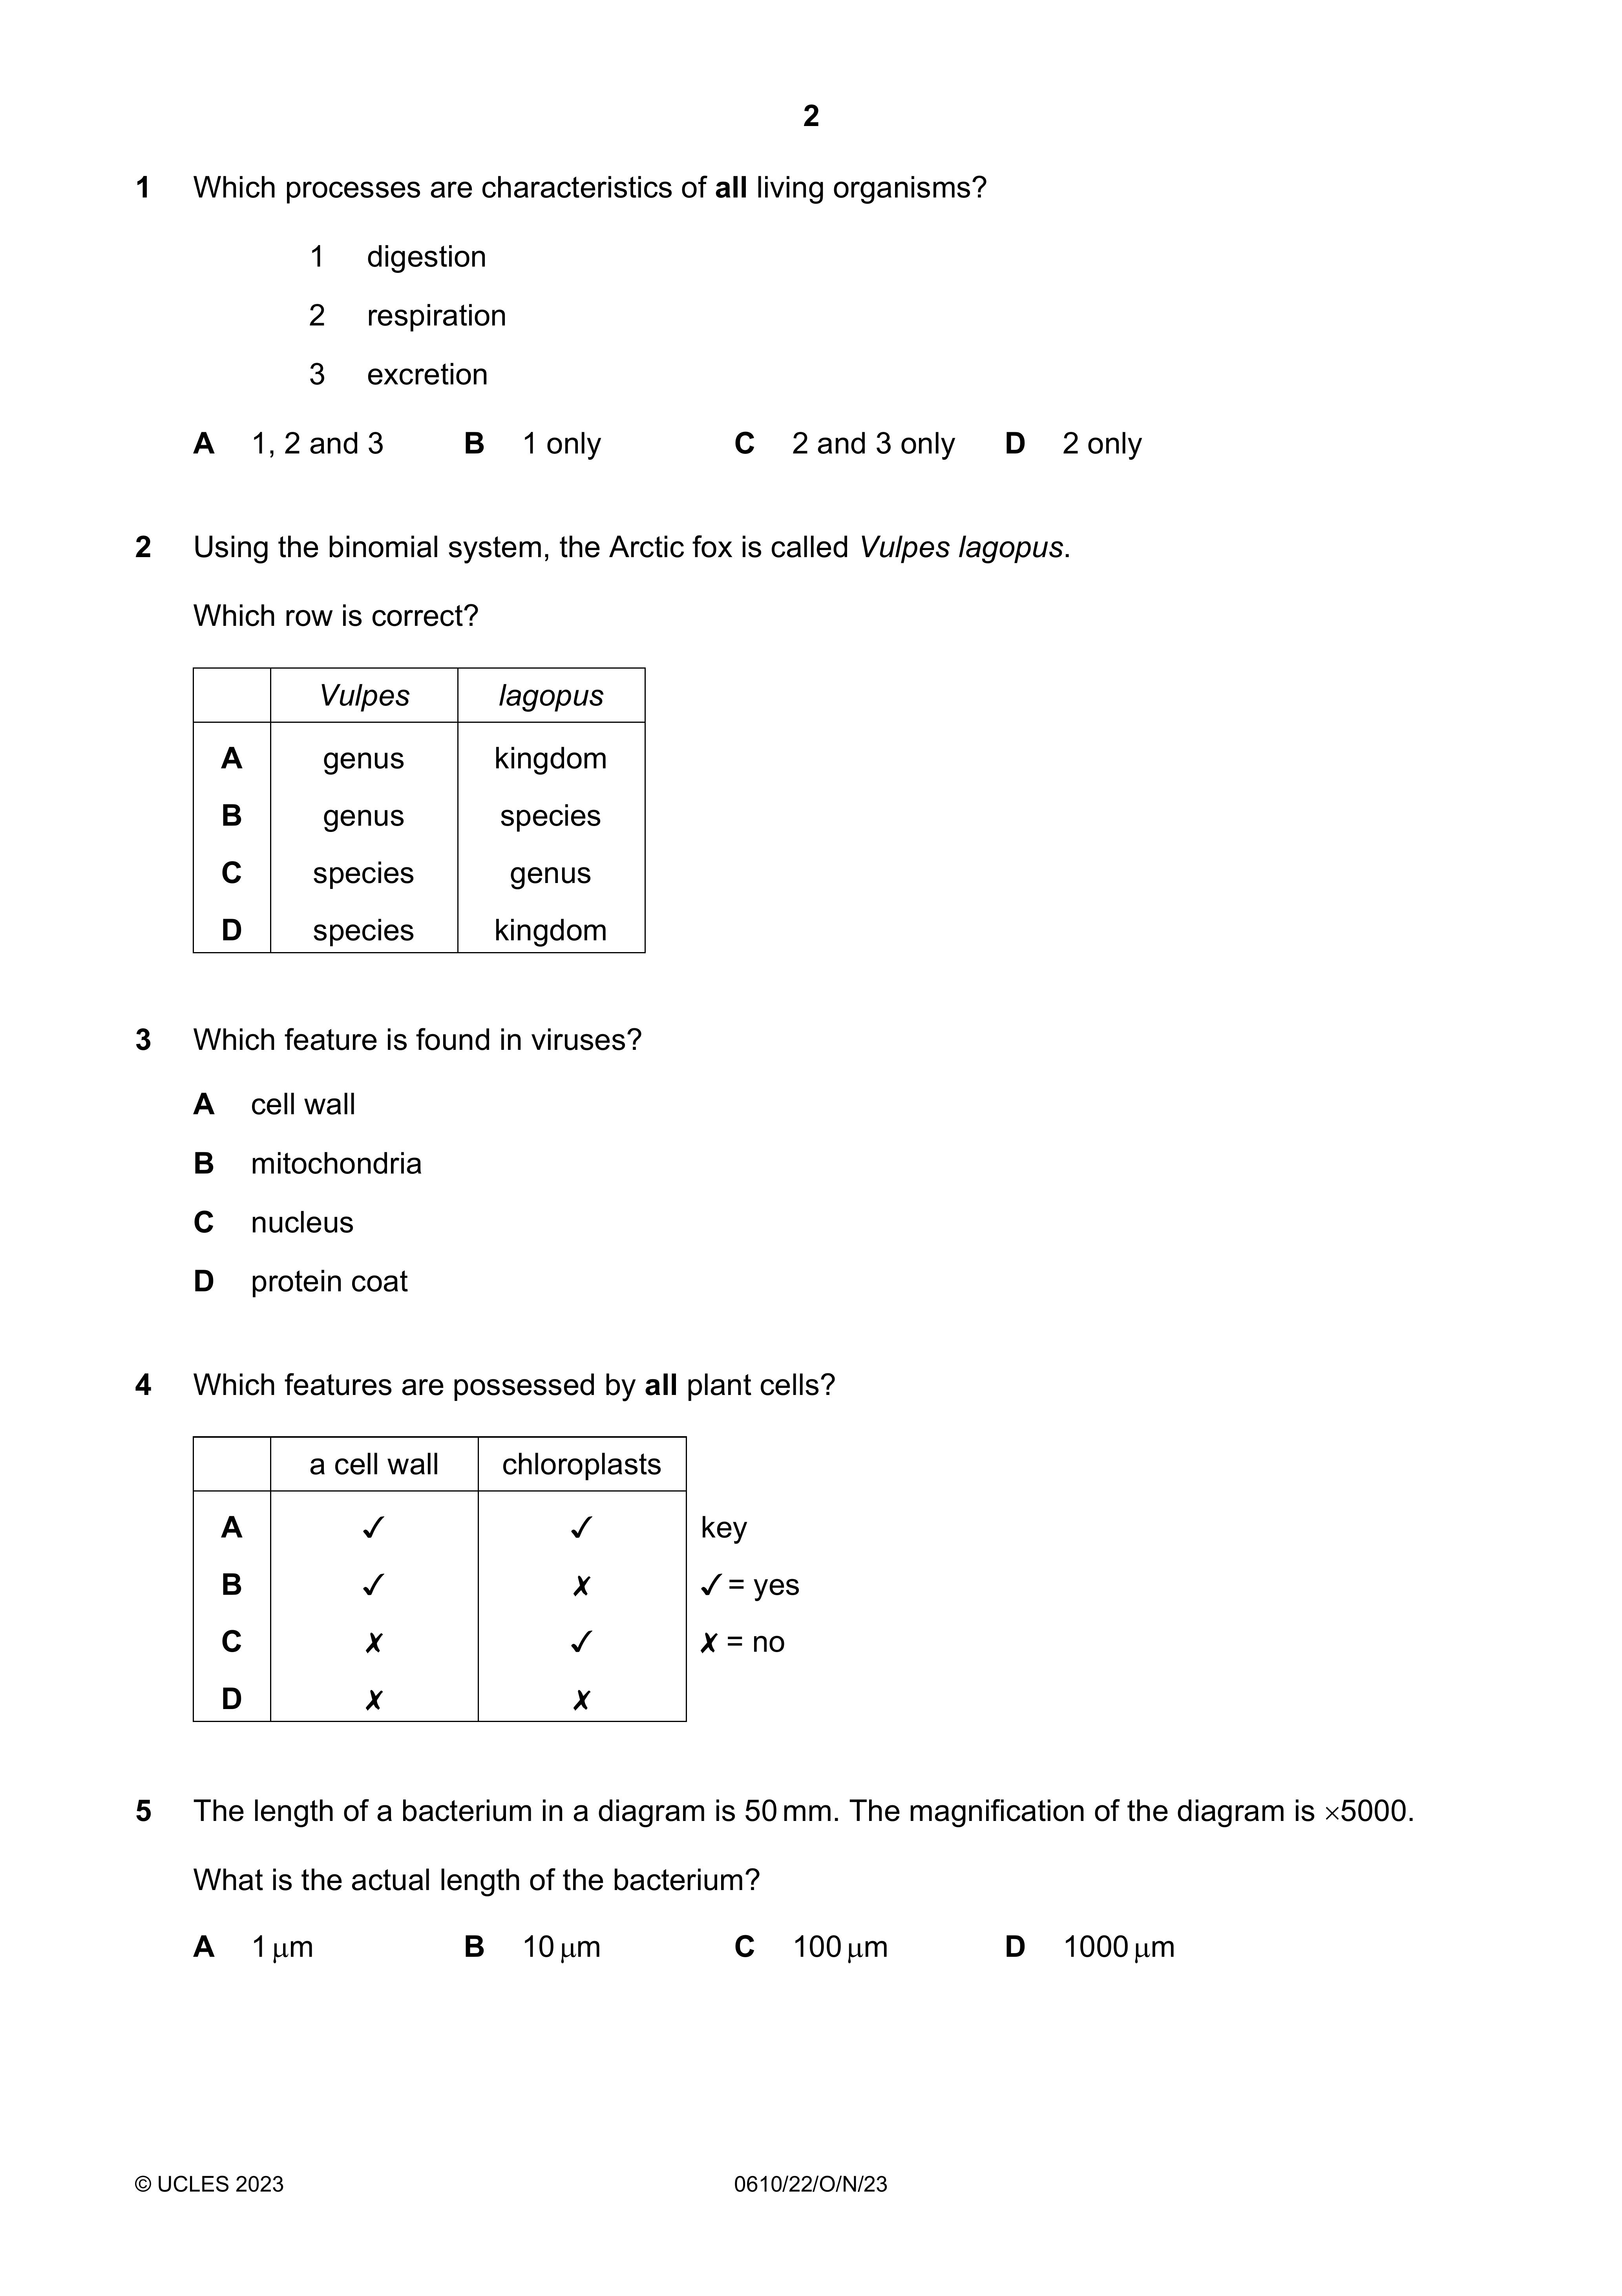 2
1 Which processes are characteristics of all living organisms?
1 digestion
2 respiration
3 excretion
A 1, 2 and 3 B 1 only C 2 and 3 only D 2 only
2 Using the binomial system, the Arctic fox is called Vulpes lagopus.
Which row is correct?
Vulpes lagopus
A genus kingdom
B genus species
C species genus
D species kingdom
3 Which feature is found in viruses?
A cell wall
B mitochondria
C nucleus
D protein coat
4 Which features are possessed by all plant cells?
a cell wall chloroplasts
A ✓ ✓ key
B ✓ ✗ ✓ = yes
C ✗ ✓ ✗ = no
D ✗ ✗
5 The length of a bacterium in a diagram is 50 mm. The magnification of the diagram is ×5000.
What is the actual length of the bacterium?
A 1 μm B 10 μm C 100 μm D 1000 μm
© UCLES 2023 0610/22/O/N/23